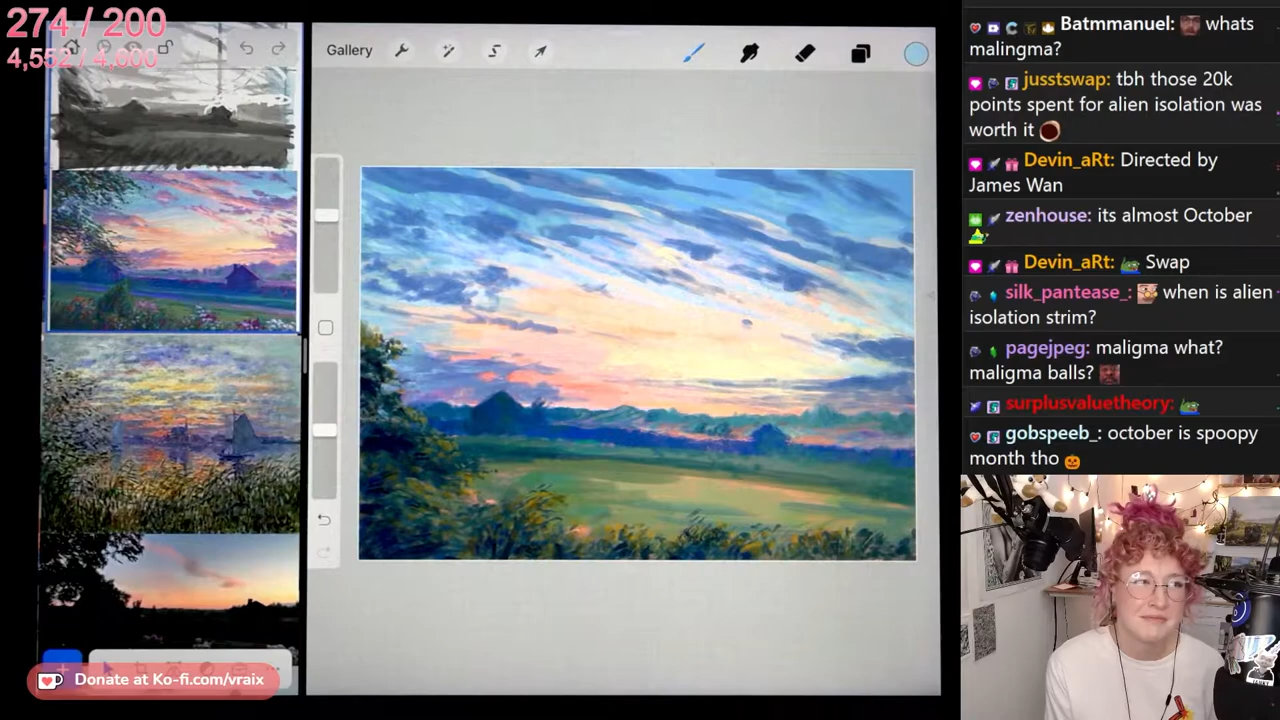 274 / 200
4,552 / 4,000
Gallery
Batmmanuel: whats
malingma?
jusstswap: tbh those 20k
points spent for alien isolation was
worth it
Devin_aRt: Directed by
James Wan
zenhouse: its almost October
Devin_aRt: Swap
silk_pantease_: when is alien
isolation strim?
pagejpeg: maligma what?
maligma balls?
surplusvaluetheory:
gobspeeb_: october is spoopy
month tho
Donate at Ko-fi.com/vraix